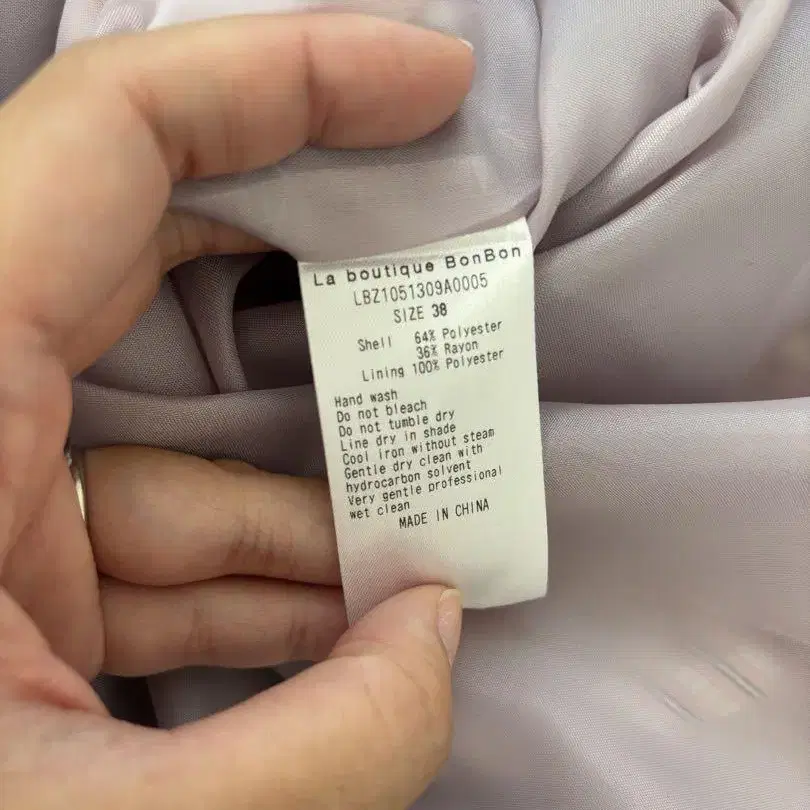 La boutique BonBon
LBZ1051309A0005
SIZE 38
Shell 64% Polyester
36% Rayon
Lining 100% Polyester
Hand wash
Do not bleach
Do not tumble dry
Line dry in shade
Cool iron without steam
Gentle dry clean with
hydrocarbon solvent
Very gentle professional
wet clean
MADE IN CHINA